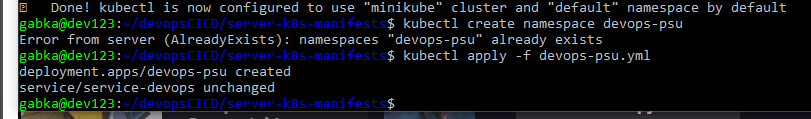 Done! kubectl is now configured to use "minikube" cluster and "default" namespace by default
gabka@dev123:~/devopsCICD/server-k8s-manifests$ kubectl create namespace devops-psu
Error from server (AlreadyExists): namespaces "devops-psu" already exists
gabka@dev123:~/devopsCICD/server-k8s-manifests$ kubectl apply -f devops-psu.yml
deployment.apps/devops-psu created
service/service-devops unchanged
gabka@dev123:~/devopsCICD/server-k8s-manifests$